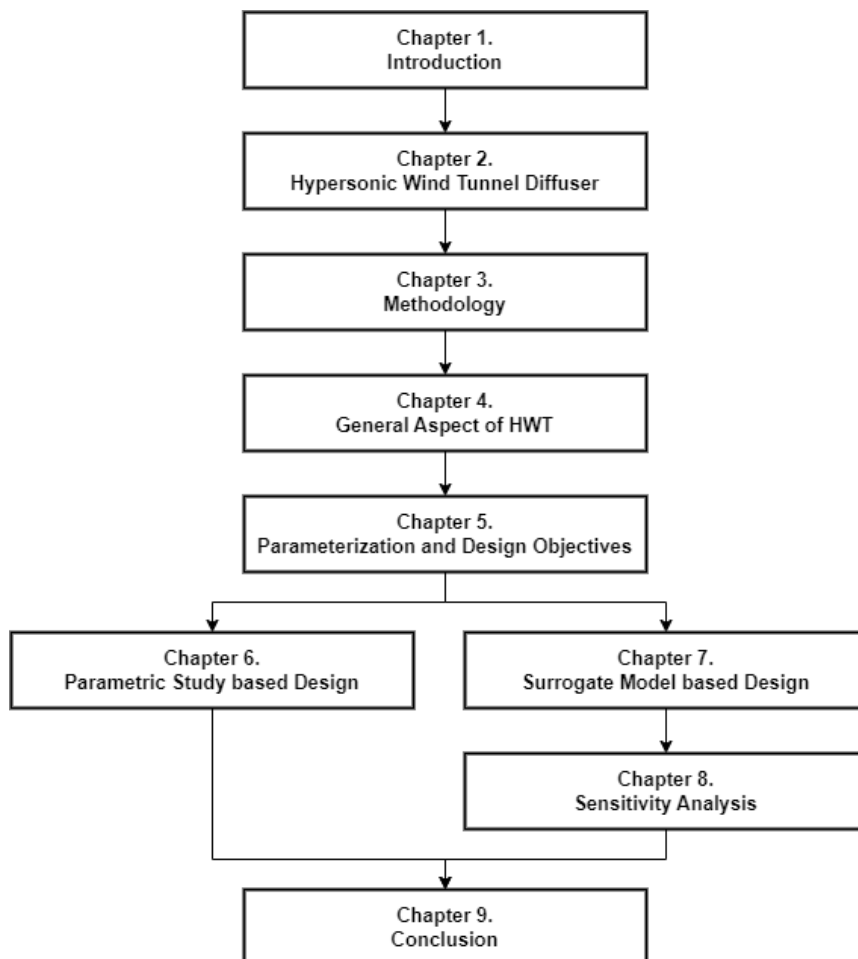 Chapter 1.
Introduction
Chapter 2.
Hypersonic Wind Tunnel Diffuser
Chapter 3.
Methodology
Chapter 4.
General Aspect of HWT
Chapter 5.
Parameterization and Design Objectives
Chapter 6.
Parametric Study based Design
Chapter 7.
Surrogate Model based Design
Chapter 8.
Sensitivity Analysis
Chapter 9.
Conclusion